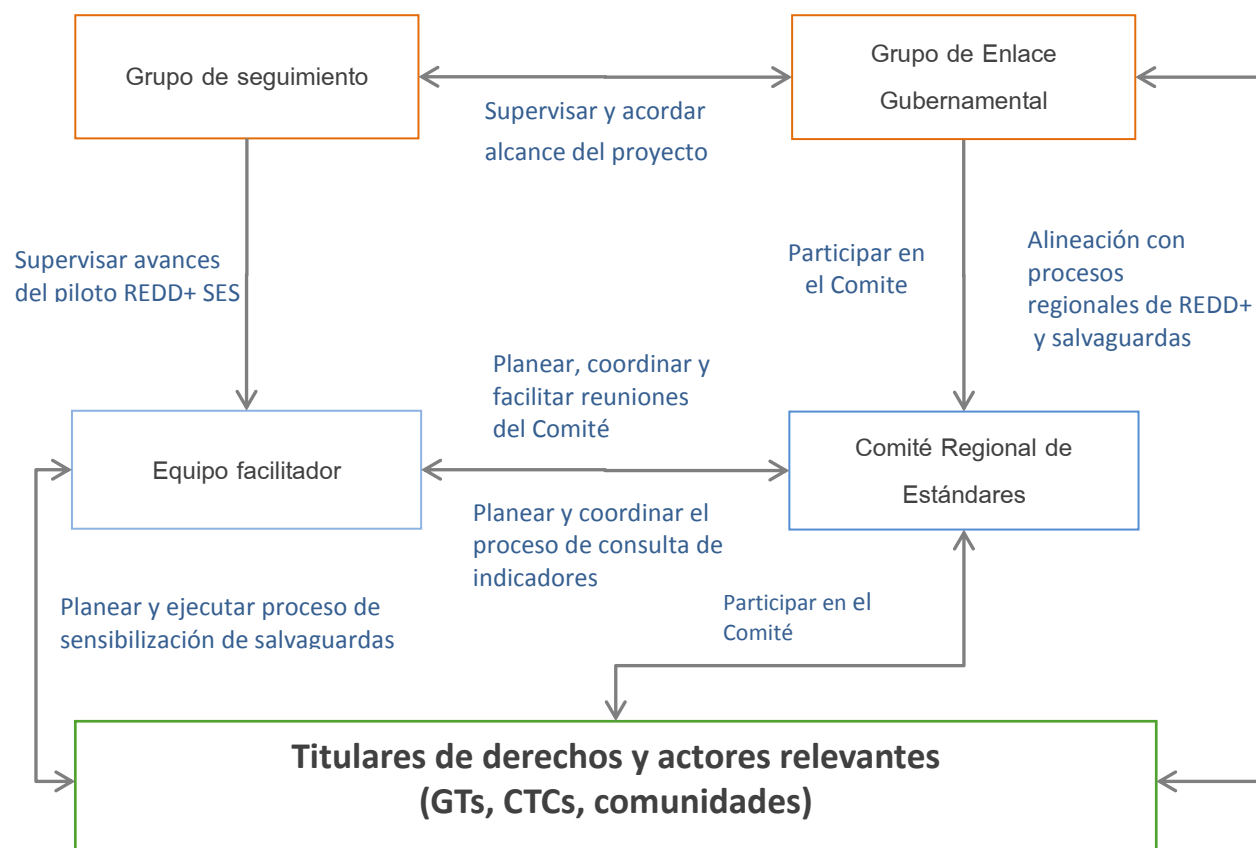 Grupo de seguimiento
Grupo de Enlace
Gubernamental
Supervisar y acordar
alcance del proyecto
Supervisar avances
del piloto REDD+ SES
Participar en
el Comite
Alineación con
procesos
regionales de REDD+
y salvaguardas
Planear, coordinar y
facilitar reuniones
del Comité
Equipo facilitador
Comité Regional de
Estándares
Planear y coordinar el
proceso de consulta de
indicadores
Planear y ejecutar proceso de
sensibilización de salvaguardas
Participar en el
Comité
Titulares de derechos y actores relevantes
(GTs, CTCs, comunidades)